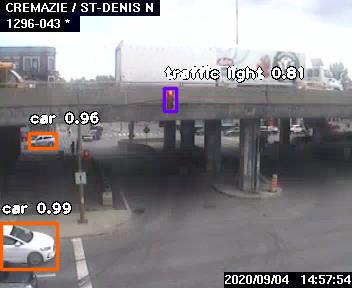 CREMAZIE / ST-DENIS N
1296-043 *
traffic light 0.81
car 0.96
car 0.99
2020/09/04 14:57:54